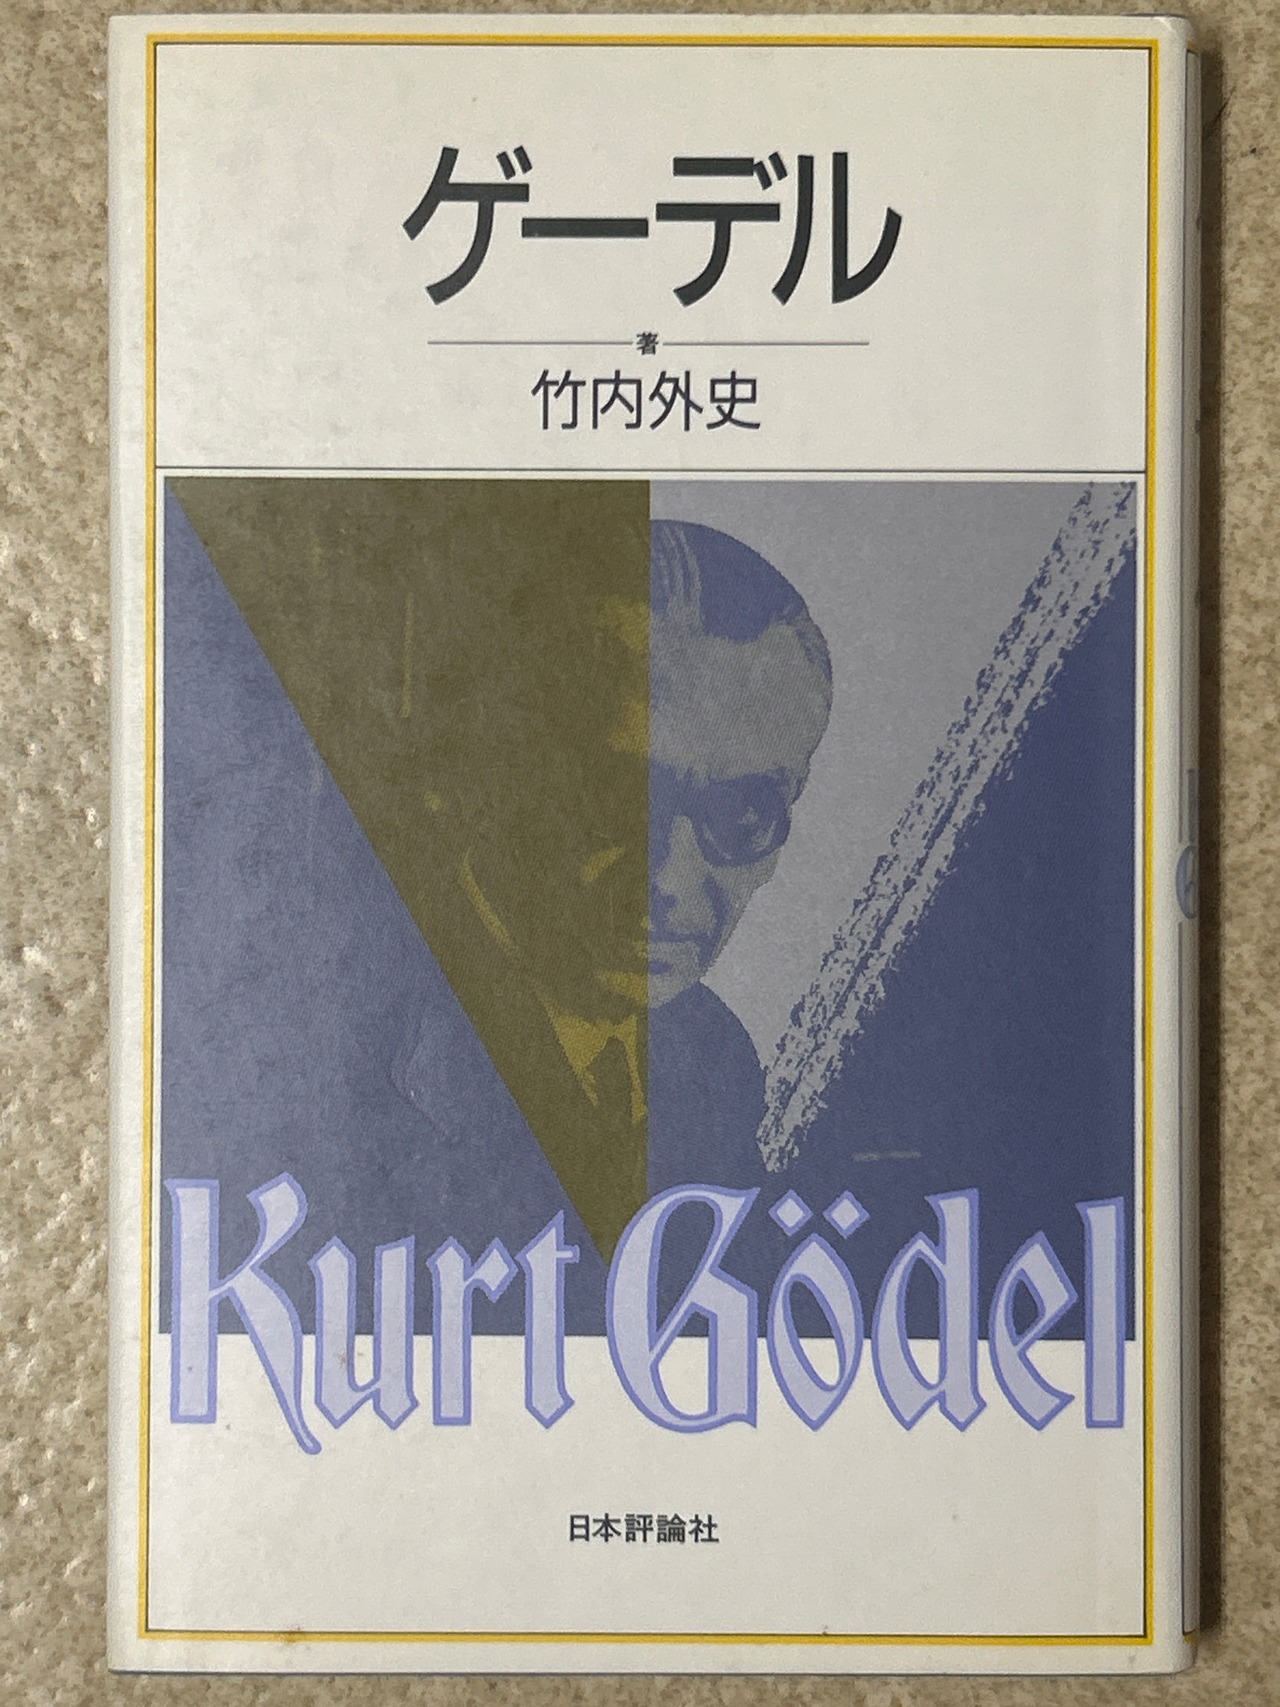 ゲーデル
著
竹内外史
Kurt Gödel
日本評論社